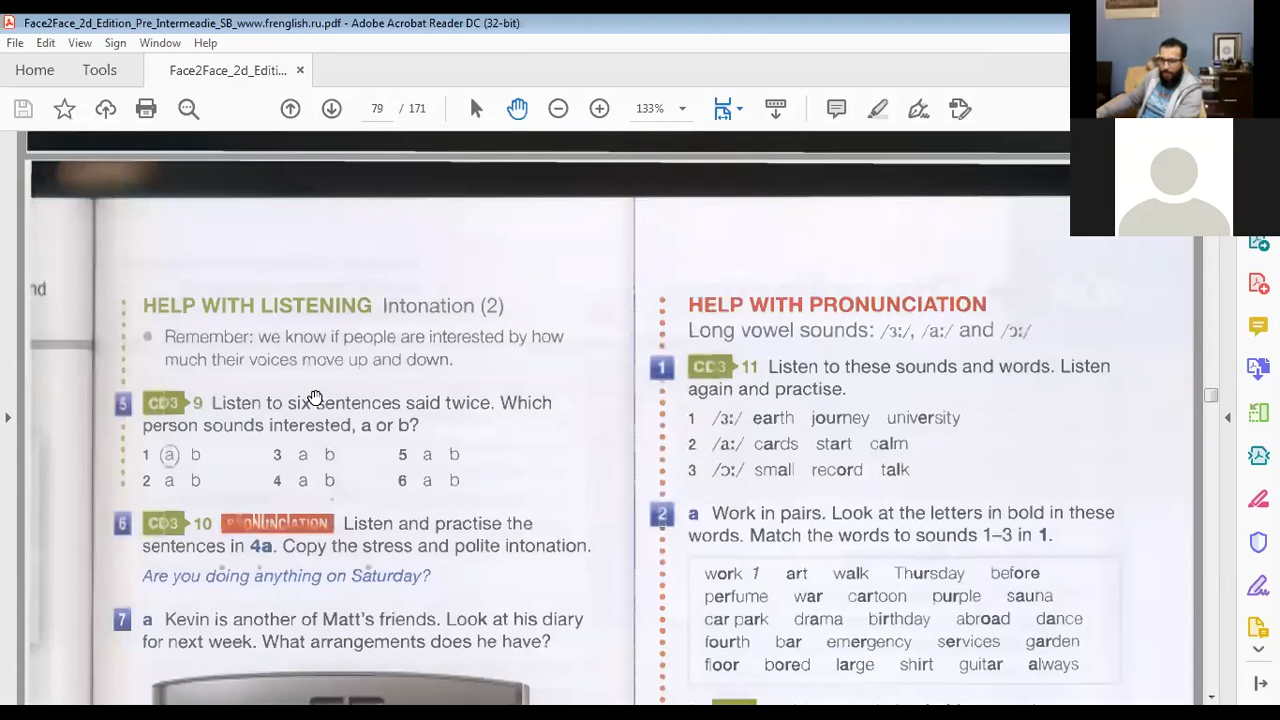 Face2Face_2d_Edition_Pre_Intermeadie_SB_www.frenglish.ru.pdf - Adobe Acrobat Reader DC (32-bit)
File Edit View Sign Window Help
Home Tools Face2Face_2d_Editi... ×
79 / 171 133%
nd
HELP WITH LISTENING Intonation (2)
Remember: we know if people are interested by how
much their voices move up and down.
5 CD3 9 Listen to six sentences said twice. Which
person sounds interested, a or b?
1 a b 3 a b 5 a b
2 a b 4 a b 6 a b
6 CD3 10 PRONUNCIATION Listen and practise the
sentences in 4a. Copy the stress and polite intonation.
Are you doing anything on Saturday?
7 a Kevin is another of Matt's friends. Look at his diary
for next week. What arrangements does he have?
HELP WITH PRONUNCIATION
Long vowel sounds: /ɜː/, /ɑː/ and /ɔː/
1 CD3 11 Listen to these sounds and words. Listen
again and practise.
1 /ɜː/ earth journey university
2 /ɑː/ cards start calm
3 /ɔː/ small record talk
2 a Work in pairs. Look at the letters in bold in these
words. Match the words to sounds 1–3 in 1.
work 1 art walk Thursday before
perfume war cartoon purple sauna
car park drama birthday abroad dance
fourth bar emergency services garden
floor bored large shirt guitar always